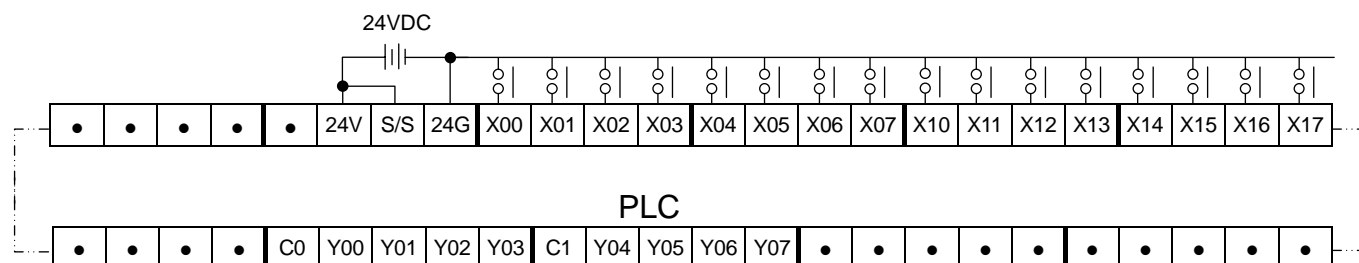 24VDC
24V S/S 24G X00 X01 X02 X03 X04 X05 X06 X07 X10 X11 X12 X13 X14 X15 X16 X17
PLC
C0 Y00 Y01 Y02 Y03 C1 Y04 Y05 Y06 Y07